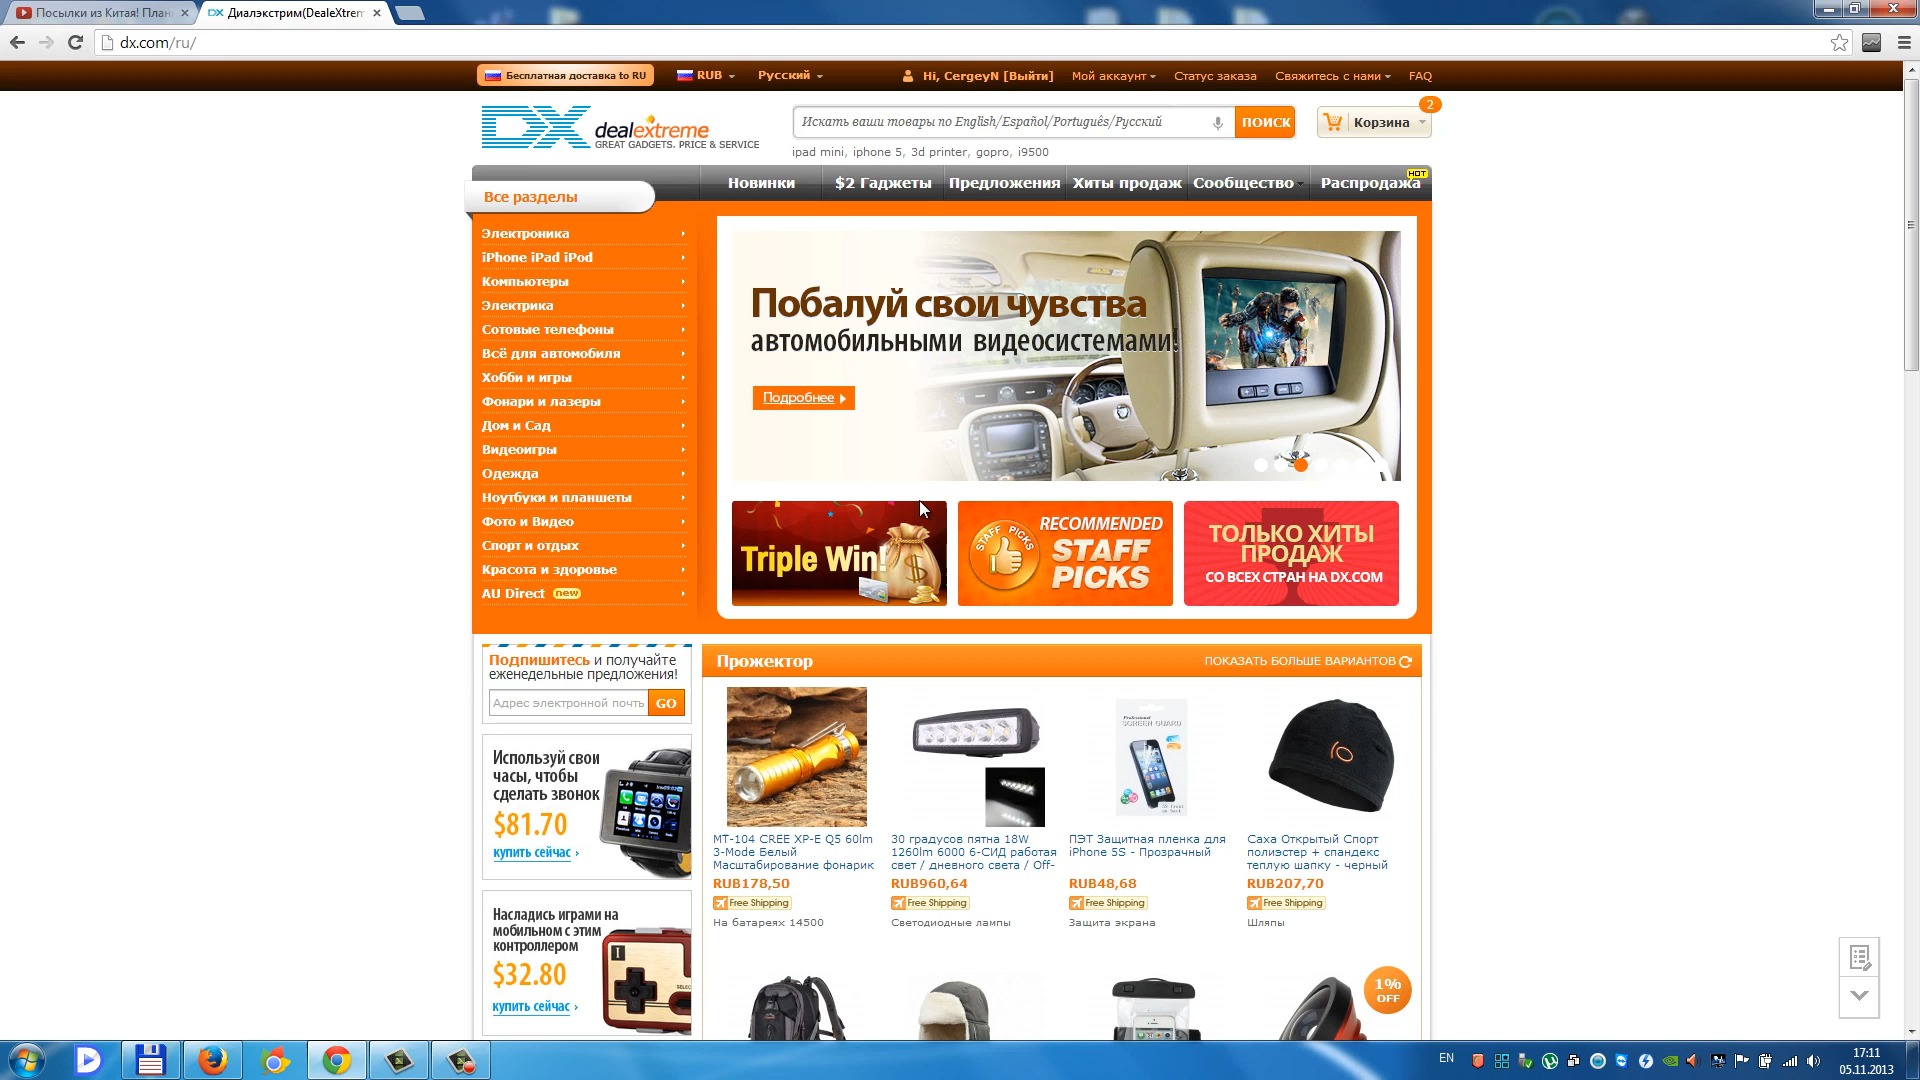 Посылки из Китая! План
Диалэкстрим(DealeXtrem
dx.com/ru/
Бесплатная доставка to RU
RUB
Русский
Hi, CergeyN [Выйти]
Мой аккаунт
Статус заказа
Свяжитесь с нами
FAQ
DX dealextreme
GREAT GADGETS. PRICE & SERVICE
Искать ваши товары по English/Español/Português/Русский
ПОИСК
Корзина
2
ipad mini, iphone 5, 3d printer, gopro, i9500
Все разделы
Новинки
$2 Гаджеты
Предложения
Хиты продаж
Сообщество
Распродажа
HOT
Электроника
iPhone iPad iPod
Компьютеры
Электрика
Сотовые телефоны
Всё для автомобиля
Хобби и игры
Фонари и лазеры
Дом и Сад
Видеоигры
Одежда
Ноутбуки и планшеты
Фото и Видео
Спорт и отдых
Красота и здоровье
AU Direct new
Побалуй свои чувства
автомобильными видеосистемами!
Подробнее
Triple Win!
STAFF PICKS
RECOMMENDED
STAFF
PICKS
ТОЛЬКО ХИТЫ
ПРОДАЖ
СО ВСЕХ СТРАН НА DX.COM
Подпишитесь и получайте
еженедельные предложения!
Адрес электронной почть
GO
Используй свои
часы, чтобы
сделать звонок
$81.70
купить сейчас ›
Насладись играми на
мобильном с этим
контроллером
$32.80
купить сейчас ›
Прожектор
ПОКАЗАТЬ БОЛЬШЕ ВАРИАНТОВ
MT-104 CREE XP-E Q5 60lm
3-Mode Белый
Масштабирование фонарик
RUB178,50
Free Shipping
На батареях 14500
30 градусов пятна 18W
1260lm 6000 6-СИД работая
свет / дневного света / Off-
RUB960,64
Free Shipping
Светодиодные лампы
Professional
SCREEN GUARD
ПЭТ Защитная пленка для
iPhone 5S - Прозрачный
RUB48,68
Free Shipping
Защита экрана
Саха Открытый Спорт
полиэстер + спандекс
теплую шапку - черный
RUB207,70
Free Shipping
Шляпы
1%
OFF
EN
17:11
05.11.2013